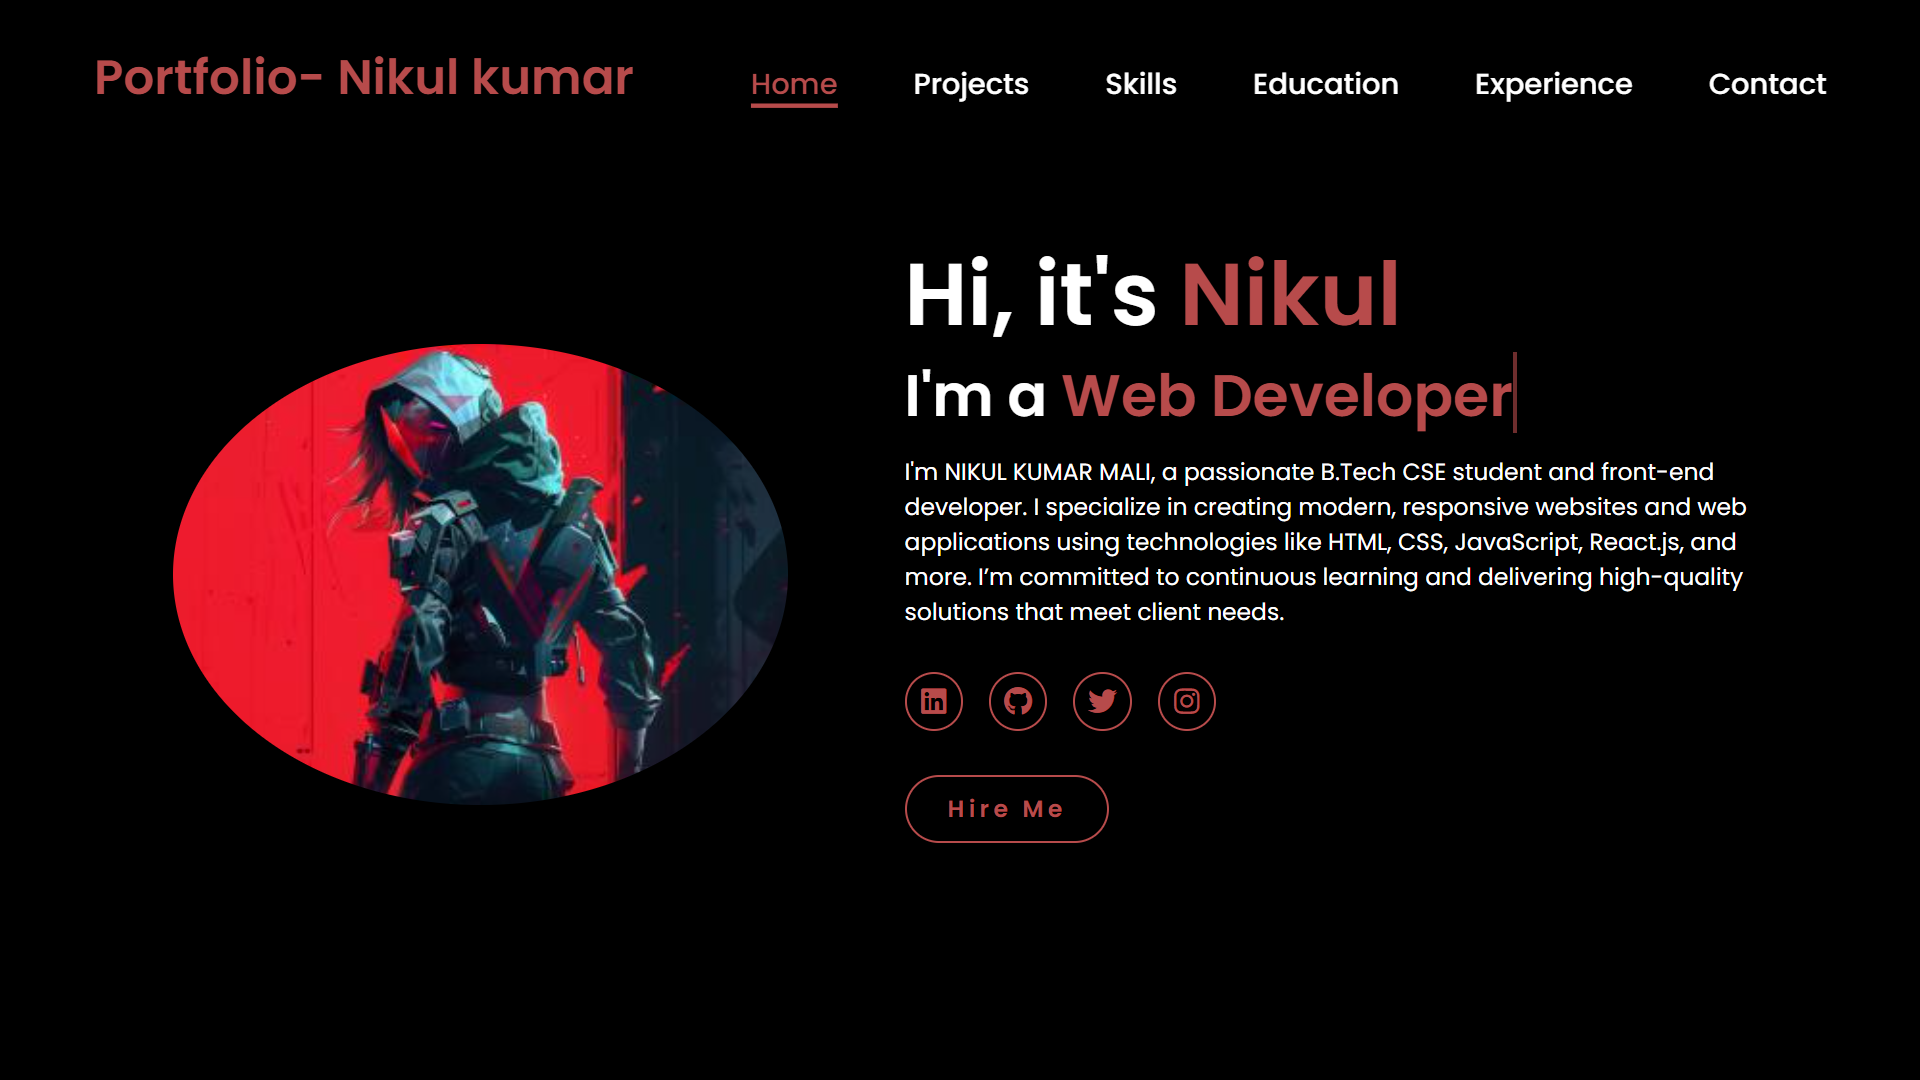 Portfolio- Nikul kumar
Home
Projects
Skills
Education
Experience
Contact
Hi, it's Nikul
I'm a Web Developer
I'm NIKUL KUMAR MALI, a passionate B.Tech CSE student and front-end
developer. I specialize in creating modern, responsive websites and web
applications using technologies like HTML, CSS, JavaScript, React.js, and
more. I’m committed to continuous learning and delivering high-quality
solutions that meet client needs.
Hire Me